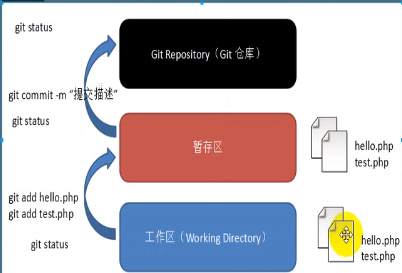 git status
Git Repository（Git 仓库）
git commit -m “提交描述”
git status
暂存区
hello.php
test.php
git add hello.php
git add test.php
工作区（Working Directory）
git status
hello.php
test.php